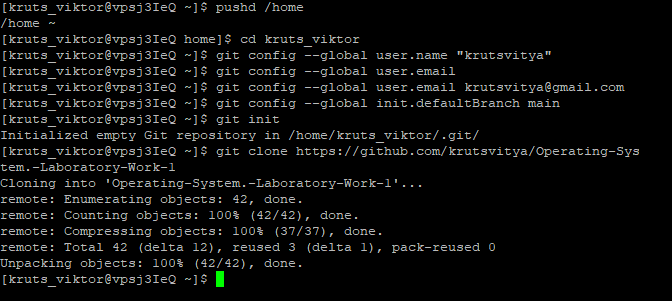 [kruts_viktor@vpsj3IeQ ~]$ pushd /home
/home ~
[kruts_viktor@vpsj3IeQ home]$ cd kruts_viktor
[kruts_viktor@vpsj3IeQ ~]$ git config --global user.name "krutsvitya"
[kruts_viktor@vpsj3IeQ ~]$ git config --global user.email
[kruts_viktor@vpsj3IeQ ~]$ git config --global user.email krutsvitya@gmail.com
[kruts_viktor@vpsj3IeQ ~]$ git config --global init.defaultBranch main
[kruts_viktor@vpsj3IeQ ~]$ git init
Initialized empty Git repository in /home/kruts_viktor/.git/
[kruts_viktor@vpsj3IeQ ~]$ git clone https://github.com/krutsvitya/Operating-Sys
tem.-Laboratory-Work-1
Cloning into 'Operating-System.-Laboratory-Work-1'...
remote: Enumerating objects: 42, done.
remote: Counting objects: 100% (42/42), done.
remote: Compressing objects: 100% (37/37), done.
remote: Total 42 (delta 12), reused 3 (delta 1), pack-reused 0
Unpacking objects: 100% (42/42), done.
[kruts_viktor@vpsj3IeQ ~]$